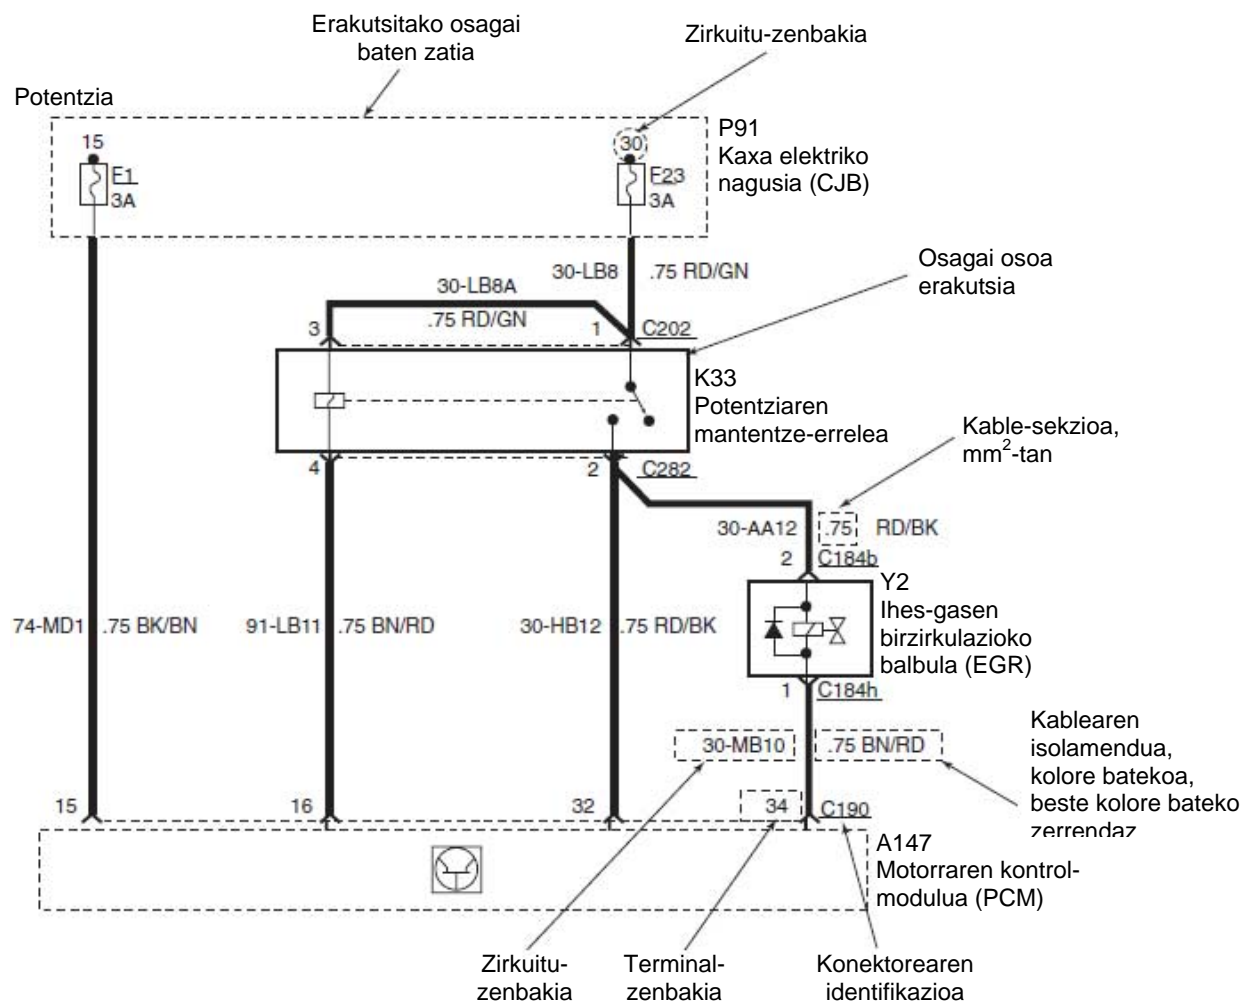 Erakutsitako osagai
baten zatia
Zirkuitu-zenbakia
Potentzia
15
30
P91
Kaxa elektriko
nagusia (CJB)
F1
3A
F23
3A
30-LB8
.75 RD/GN
Osagai osoa
erakutsia
30-LB8A
.75 RD/GN
3
1
C202
K33
Potentziaren
mantentze-errelea
4
2
C282
Kable-sekzioa,
mm²-tan
30-AA12
.75
RD/BK
2
C184b
Y2
Ihes-gasen
birzirkulazioko
balbula (EGR)
74-MD1
.75 BK/BN
91-LB11
.75 BN/RD
30-HB12
.75 RD/BK
1
C184h
30-MB10
.75 BN/RD
Kablearen
isolamendua,
kolore batekoa,
beste kolore bateko
zerrendaz
15
16
32
34
C190
A147
Motorraren kontrol-
modulua (PCM)
Zirkuitu-
zenbakia
Terminal-
zenbakia
Konektorearen
identifikazioa